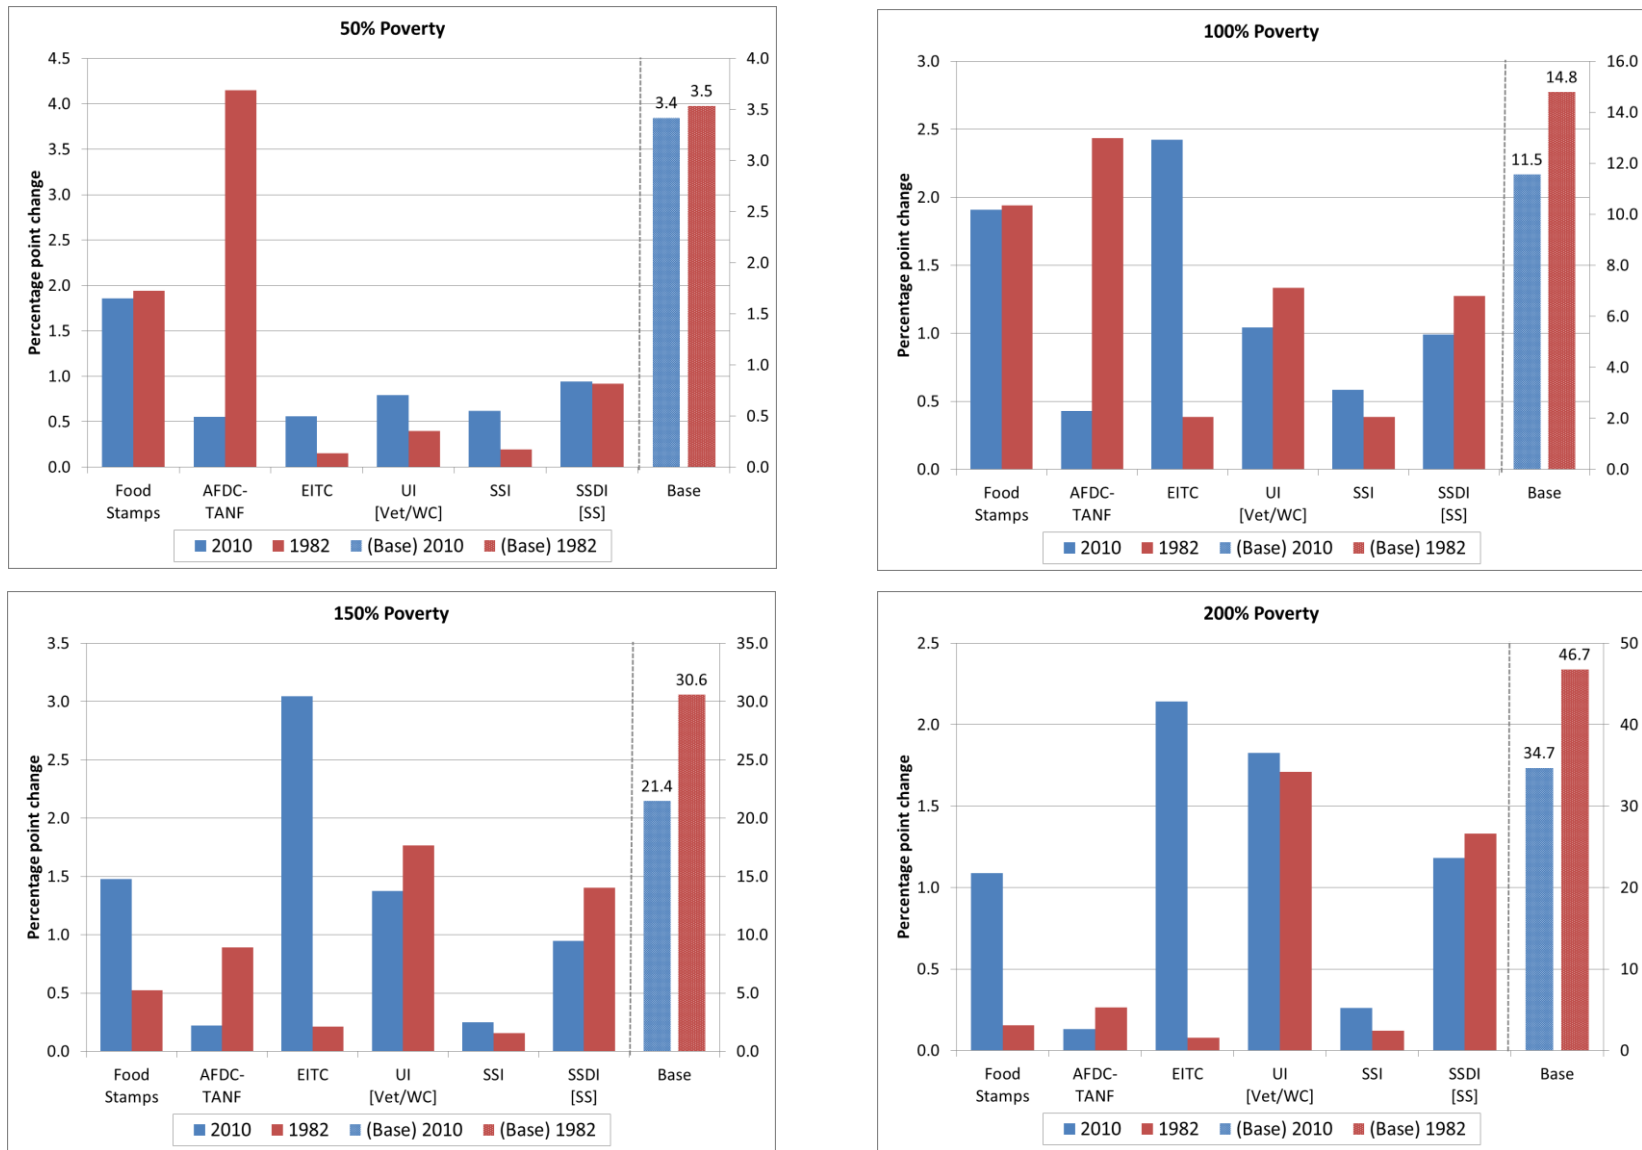 50% Poverty
4.5
4.0
3.5
3.0
2.5
2.0
1.5
1.0
0.5
0.0
Percentage point change
4.0
3.5
3.0
2.5
2.0
1.5
1.0
0.5
0.0
3.4
3.5
Food Stamps
AFDC-TANF
EITC
UI [Vet/WC]
SSI
SSDI [SS]
Base
2010 1982 (Base) 2010 (Base) 1982
100% Poverty
3.0
2.5
2.0
1.5
1.0
0.5
0.0
Percentage point change
16.0
14.0
12.0
10.0
8.0
6.0
4.0
2.0
0.0
11.5
14.8
Food Stamps
AFDC-TANF
EITC
UI [Vet/WC]
SSI
SSDI [SS]
Base
2010 1982 (Base) 2010 (Base) 1982
150% Poverty
3.5
3.0
2.5
2.0
1.5
1.0
0.5
0.0
Percentage point change
35.0
30.0
25.0
20.0
15.0
10.0
5.0
0.0
21.4
30.6
Food Stamps
AFDC-TANF
EITC
UI [Vet/WC]
SSI
SSDI [SS]
Base
2010 1982 (Base) 2010 (Base) 1982
200% Poverty
2.5
2.0
1.5
1.0
0.5
0.0
Percentage point change
50
40
30
20
10
0
34.7
46.7
Food Stamps
AFDC-TANF
EITC
UI [Vet/WC]
SSI
SSDI [SS]
Base
2010 1982 (Base) 2010 (Base) 1982